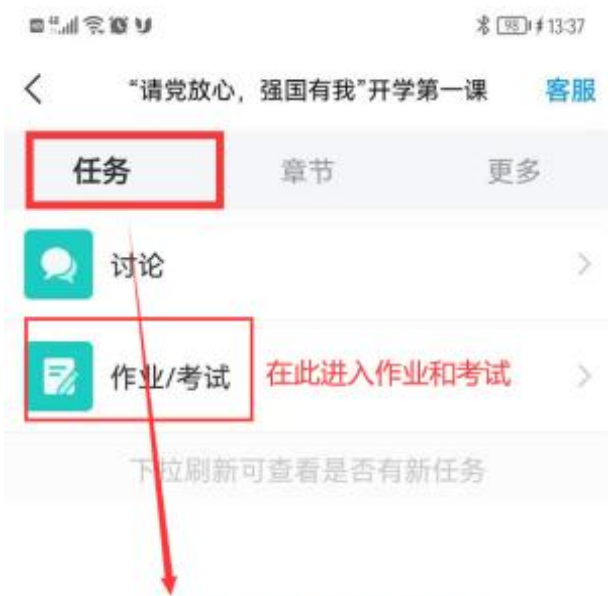 98 13:37
“请党放心，强国有我”开学第一课 客服
任务 章节 更多
讨论
作业/考试 在此进入作业和考试
下拉刷新可查看是否有新任务